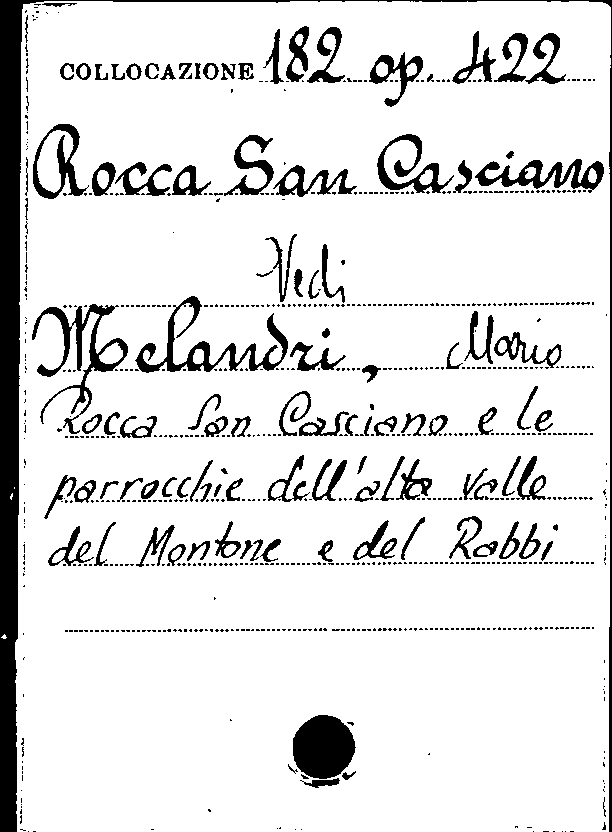 COLLOCAZIONE 182 op. 422
Rocca San Casciano
Vedi
Melandri, Mario
Rocca San Casciano e le
parrocchie dell'alta valle
del Montone e del Rabbi